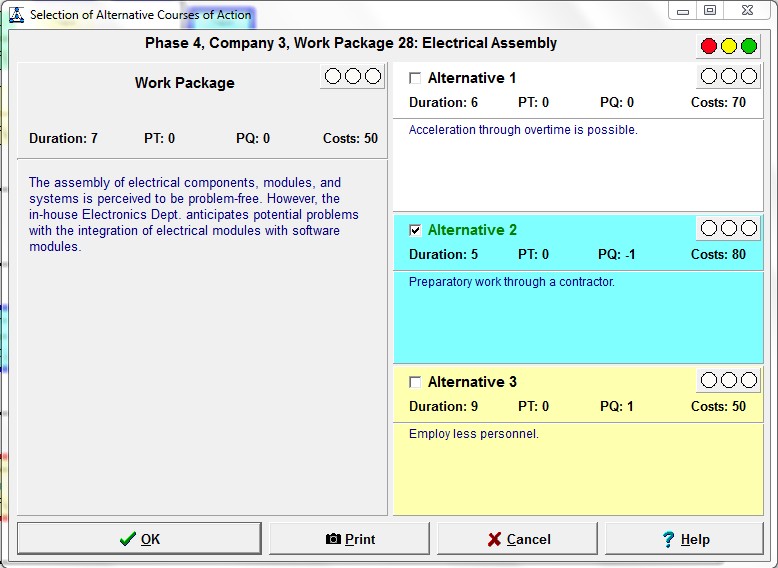 Selection of Alternative Courses of Action
Phase 4, Company 3, Work Package 28: Electrical Assembly
Work Package
Duration: 7 PT: 0 PQ: 0 Costs: 50
The assembly of electrical components, modules, and
systems is perceived to be problem-free. However, the
in-house Electronics Dept. anticipates potential problems
with the integration of electrical modules with software
modules.
Alternative 1
Duration: 6 PT: 0 PQ: 0 Costs: 70
Acceleration through overtime is possible.
Alternative 2
Duration: 5 PT: 0 PQ: -1 Costs: 80
Preparatory work through a contractor.
Alternative 3
Duration: 9 PT: 0 PQ: 1 Costs: 50
Employ less personnel.
OK Print Cancel Help